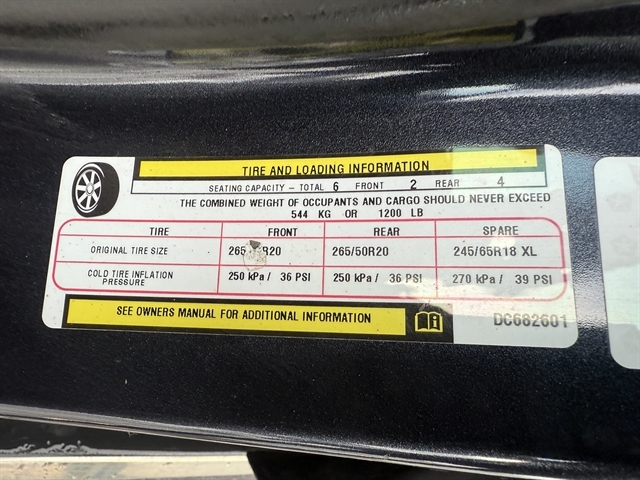 TIRE AND LOADING INFORMATION
SEATING CAPACITY - TOTAL 6 FRONT 2 REAR 4
THE COMBINED WEIGHT OF OCCUPANTS AND CARGO SHOULD NEVER EXCEED
544 KG OR 1200 LB
TIRE FRONT REAR SPARE
ORIGINAL TIRE SIZE 265/50R20 245/65R18 XL
COLD TIRE INFLATION PRESSURE 250 kPa / 36 PSI 250 kPa / 36 PSI 270 kPa / 39 PSI
SEE OWNERS MANUAL FOR ADDITIONAL INFORMATION
DC682601